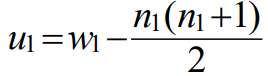 u₁ = w₁ − n₁(n₁+1)/2